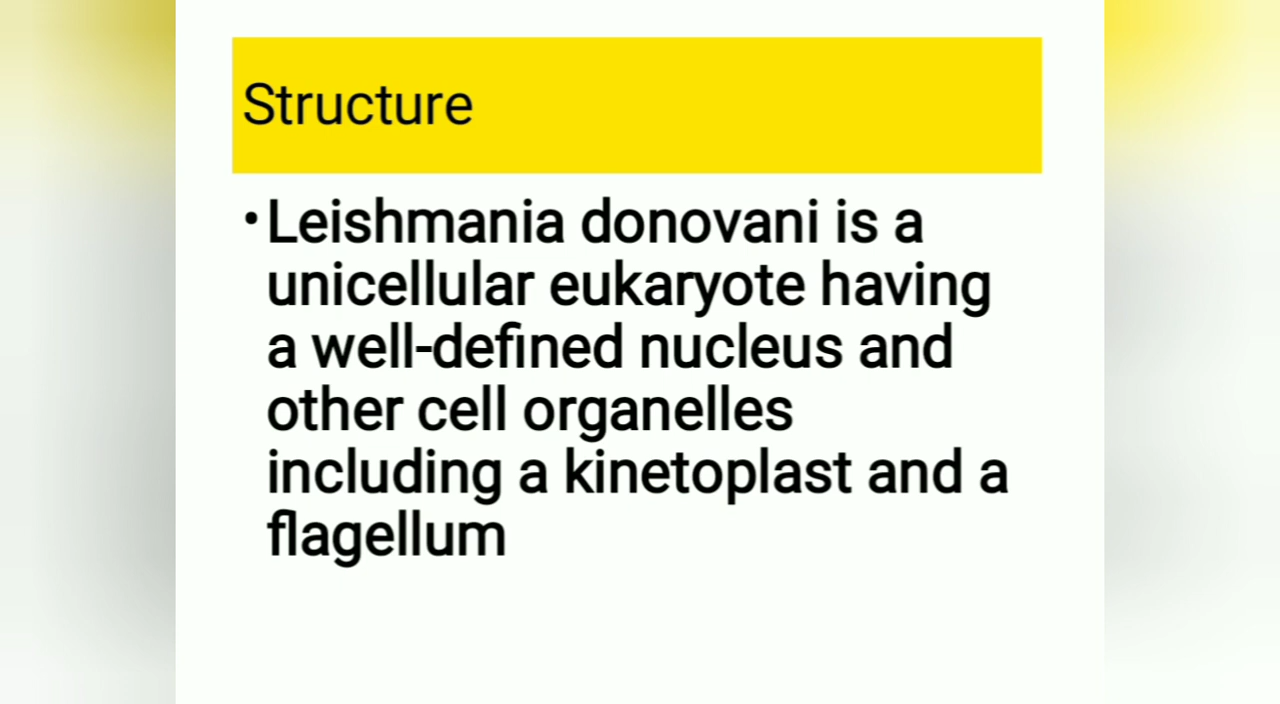 Structure
• Leishmania donovani is a
unicellular eukaryote having
a well-defined nucleus and
other cell organelles
including a kinetoplast and a
flagellum